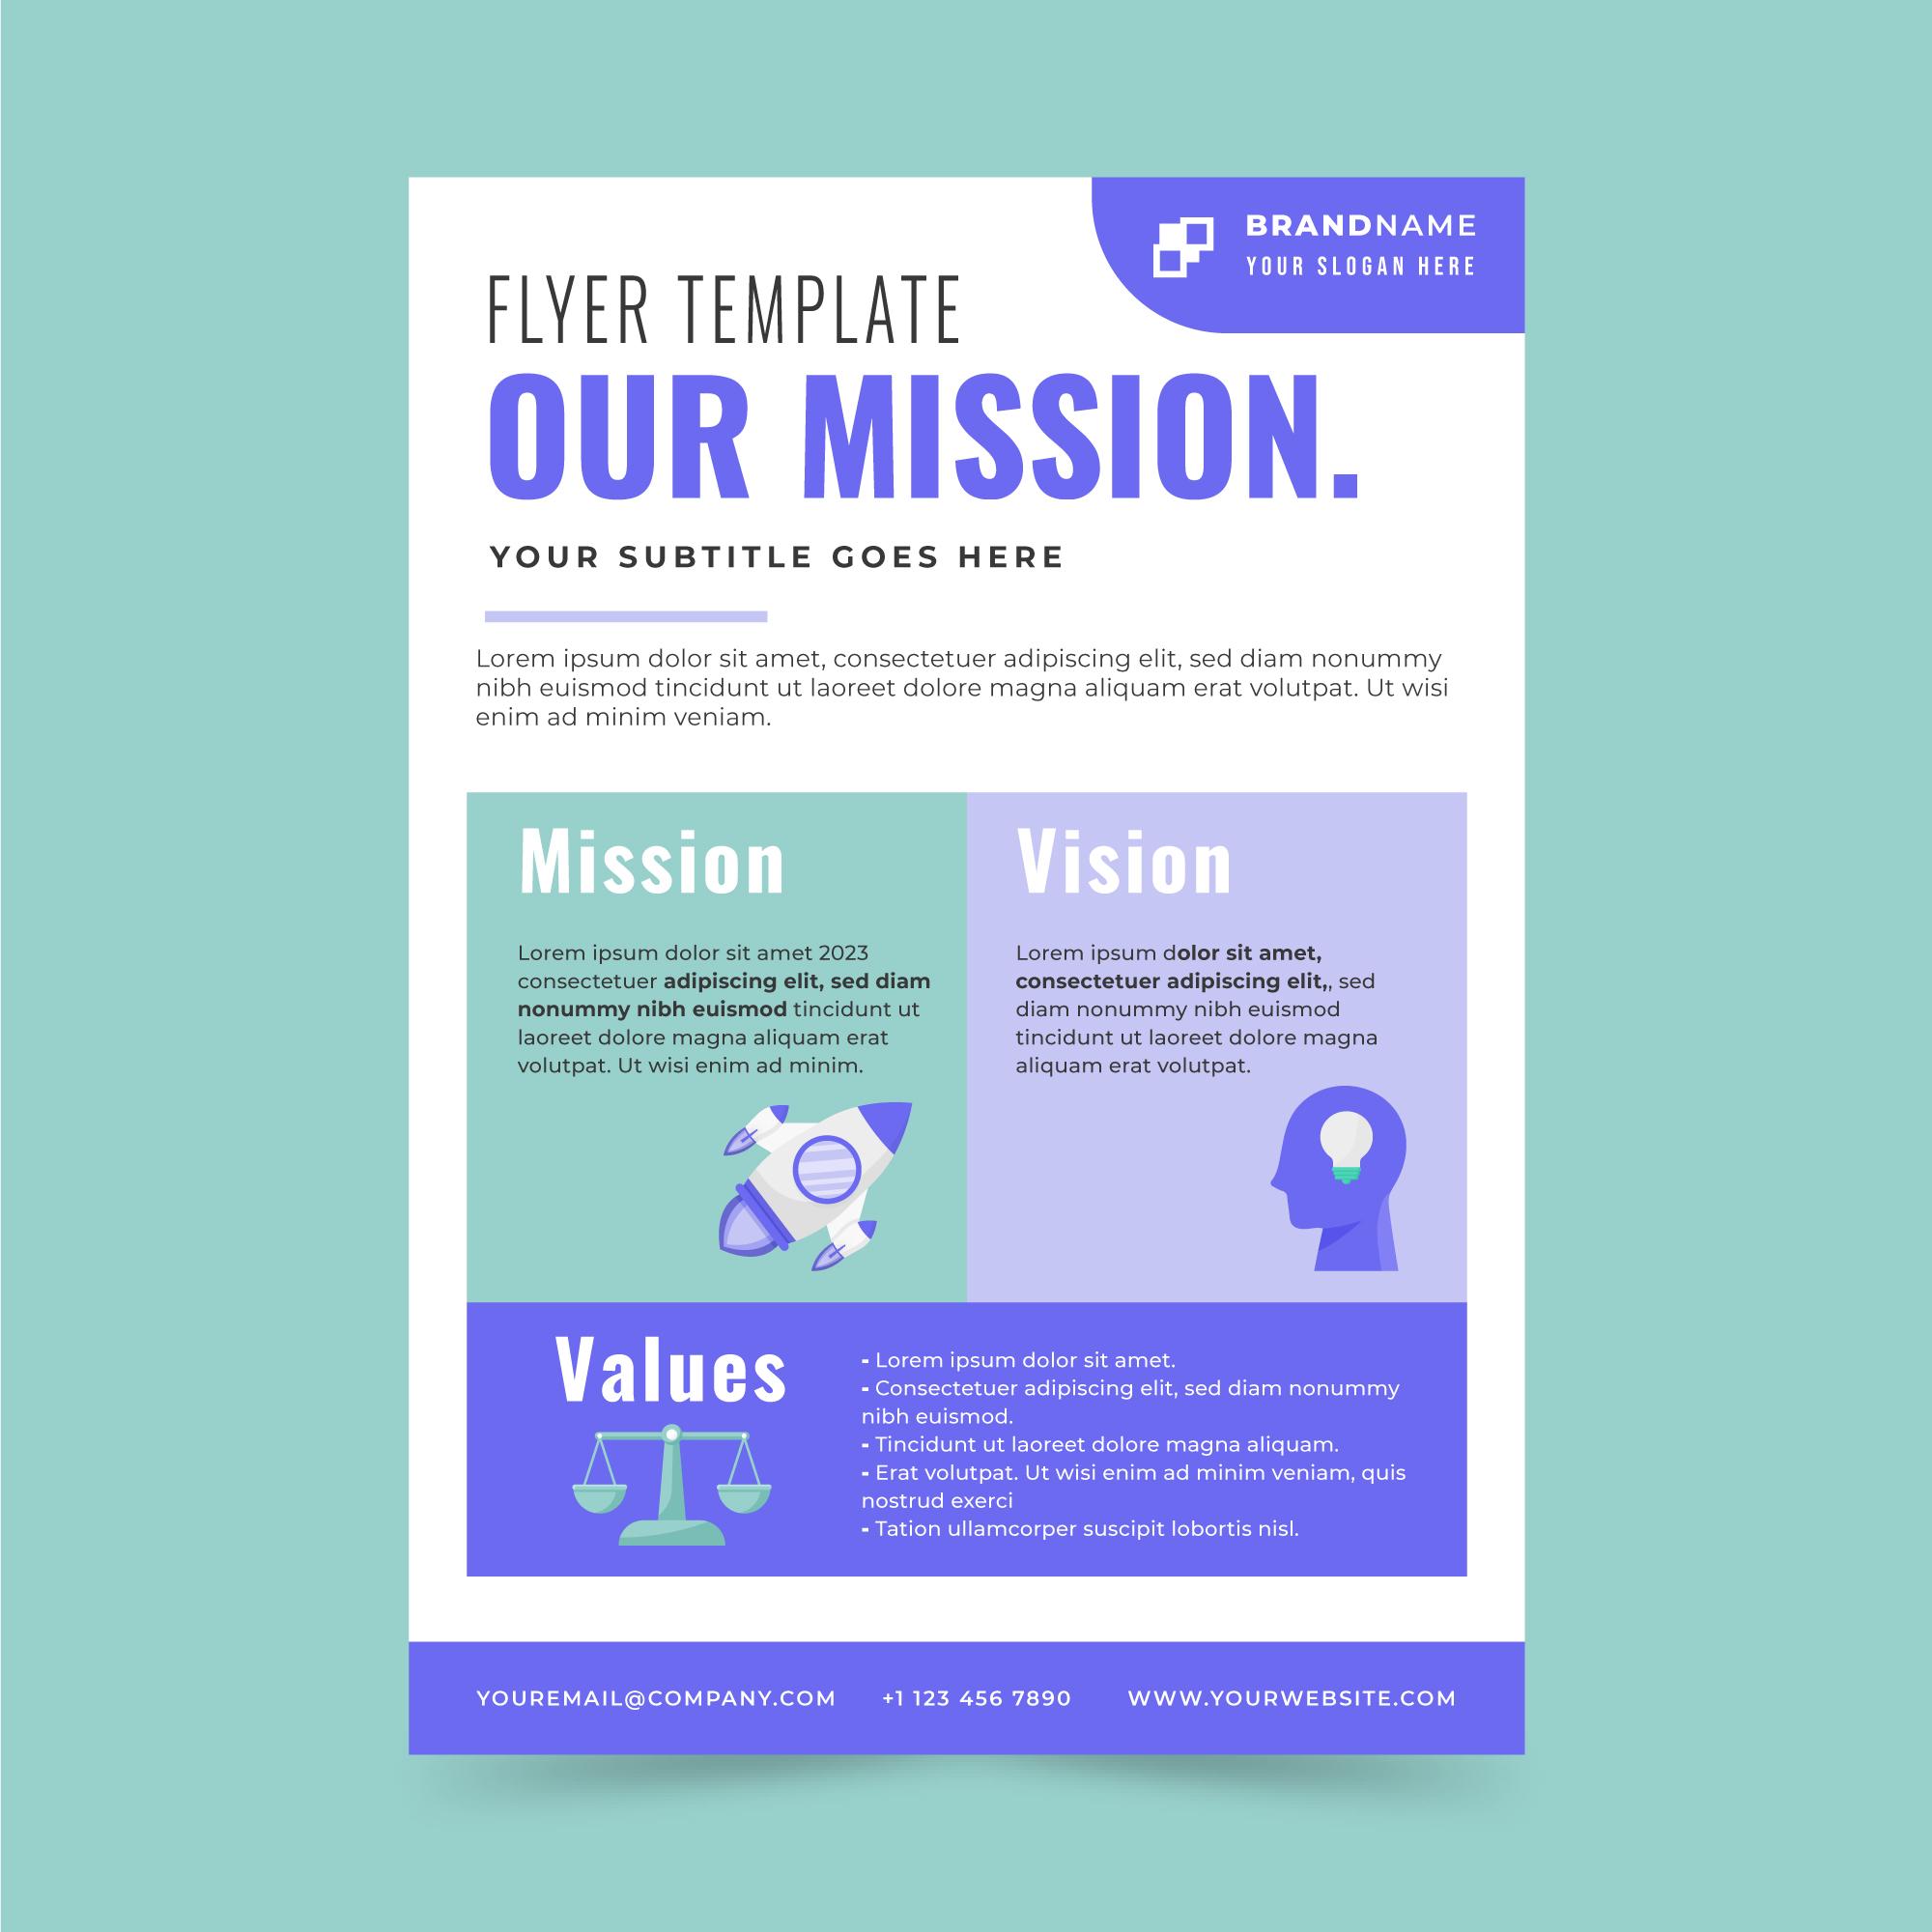 BRANDNAME
YOUR SLOGAN HERE
FLYER TEMPLATE
OUR MISSION.
YOUR SUBTITLE GOES HERE
Lorem ipsum dolor sit amet, consectetuer adipiscing elit, sed diam nonummy
nibh euismod tincidunt ut laoreet dolore magna aliquam erat volutpat. Ut wisi
enim ad minim veniam.
Mission
Lorem ipsum dolor sit amet 2023
consectetuer adipiscing elit, sed diam
nonummy nibh euismod tincidunt ut
laoreet dolore magna aliquam erat
volutpat. Ut wisi enim ad minim.
Vision
Lorem ipsum dolor sit amet,
consectetuer adipiscing elit,, sed
diam nonummy nibh euismod
tincidunt ut laoreet dolore magna
aliquam erat volutpat.
Values
- Lorem ipsum dolor sit amet.
- Consectetuer adipiscing elit, sed diam nonummy
nibh euismod.
- Tincidunt ut laoreet dolore magna aliquam.
- Erat volutpat. Ut wisi enim ad minim veniam, quis
nostrud exerci
- Tation ullamcorper suscipit lobortis nisl.
YOUREMAIL@COMPANY.COM +1 123 456 7890 WWW.YOURWEBSITE.COM